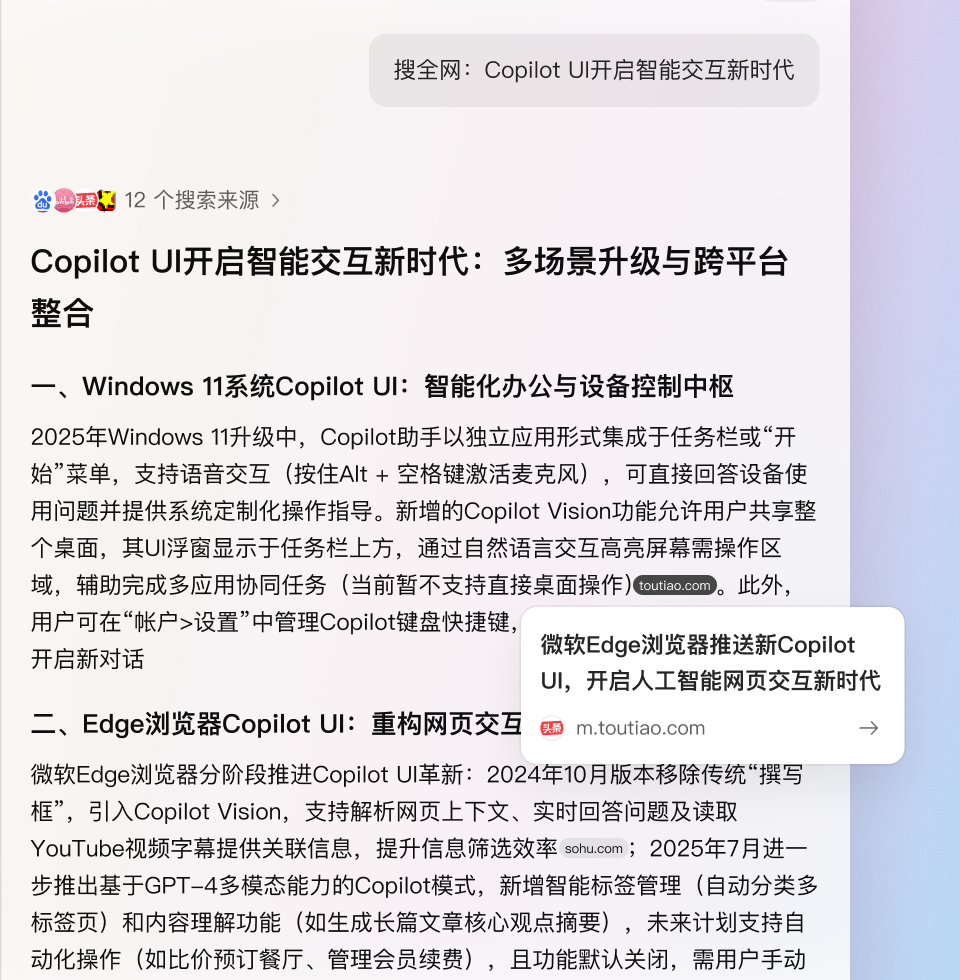 搜全网：Copilot UI开启智能交互新时代
12 个搜索来源
Copilot UI开启智能交互新时代：多场景升级与跨平台
整合
一、Windows 11系统Copilot UI：智能化办公与设备控制中枢
2025年Windows 11升级中，Copilot助手以独立应用形式集成于任务栏或“开
始”菜单，支持语音交互（按住Alt + 空格键激活麦克风），可直接回答设备使
用问题并提供系统定制化操作指导。新增的Copilot Vision功能允许用户共享整
个桌面，其UI浮窗显示于任务栏上方，通过自然语言交互高亮屏幕需操作区
域，辅助完成多应用协同任务（当前暂不支持直接桌面操作）toutiao.com。此外，
用户可在“帐户>设置”中管理Copilot键盘快捷键，
开启新对话
微软Edge浏览器推送新Copilot
UI，开启人工智能网页交互新时代
头条 m.toutiao.com
二、Edge浏览器Copilot UI：重构网页交互
微软Edge浏览器分阶段推进Copilot UI革新：2024年10月版本移除传统“撰写
框”，引入Copilot Vision，支持解析网页上下文、实时回答问题及读取
YouTube视频字幕提供关联信息，提升信息筛选效率 sohu.com；2025年7月进一
步推出基于GPT-4多模态能力的Copilot模式，新增智能标签管理（自动分类多
标签页）和内容理解功能（如生成长篇文章核心观点摘要），未来计划支持自
动化操作（如比价预订餐厅、管理会员续费），且功能默认关闭，需用户手动